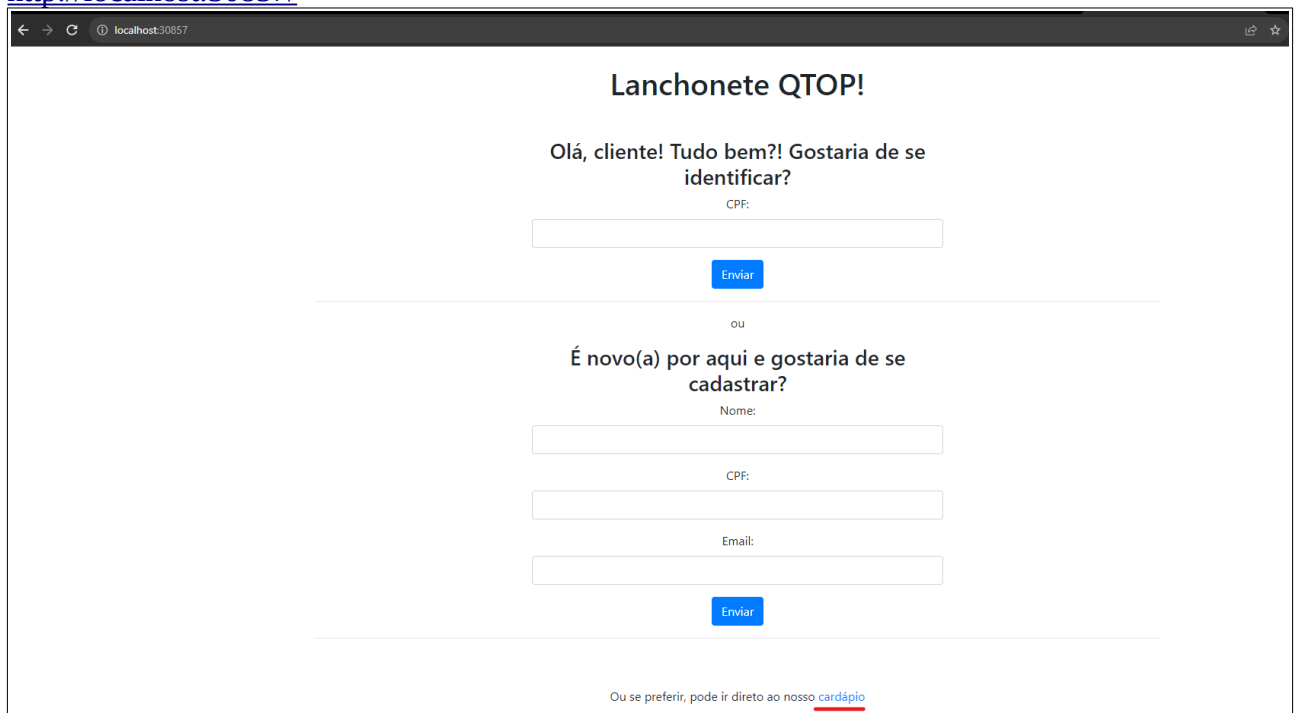 localhost:30857
Lanchonete QTOP!
Olá, cliente! Tudo bem?! Gostaria de se
identificar?
CPF:
Enviar
ou
É novo(a) por aqui e gostaria de se
cadastrar?
Nome:
CPF:
Email:
Enviar
Ou se preferir, pode ir direto ao nosso cardápio